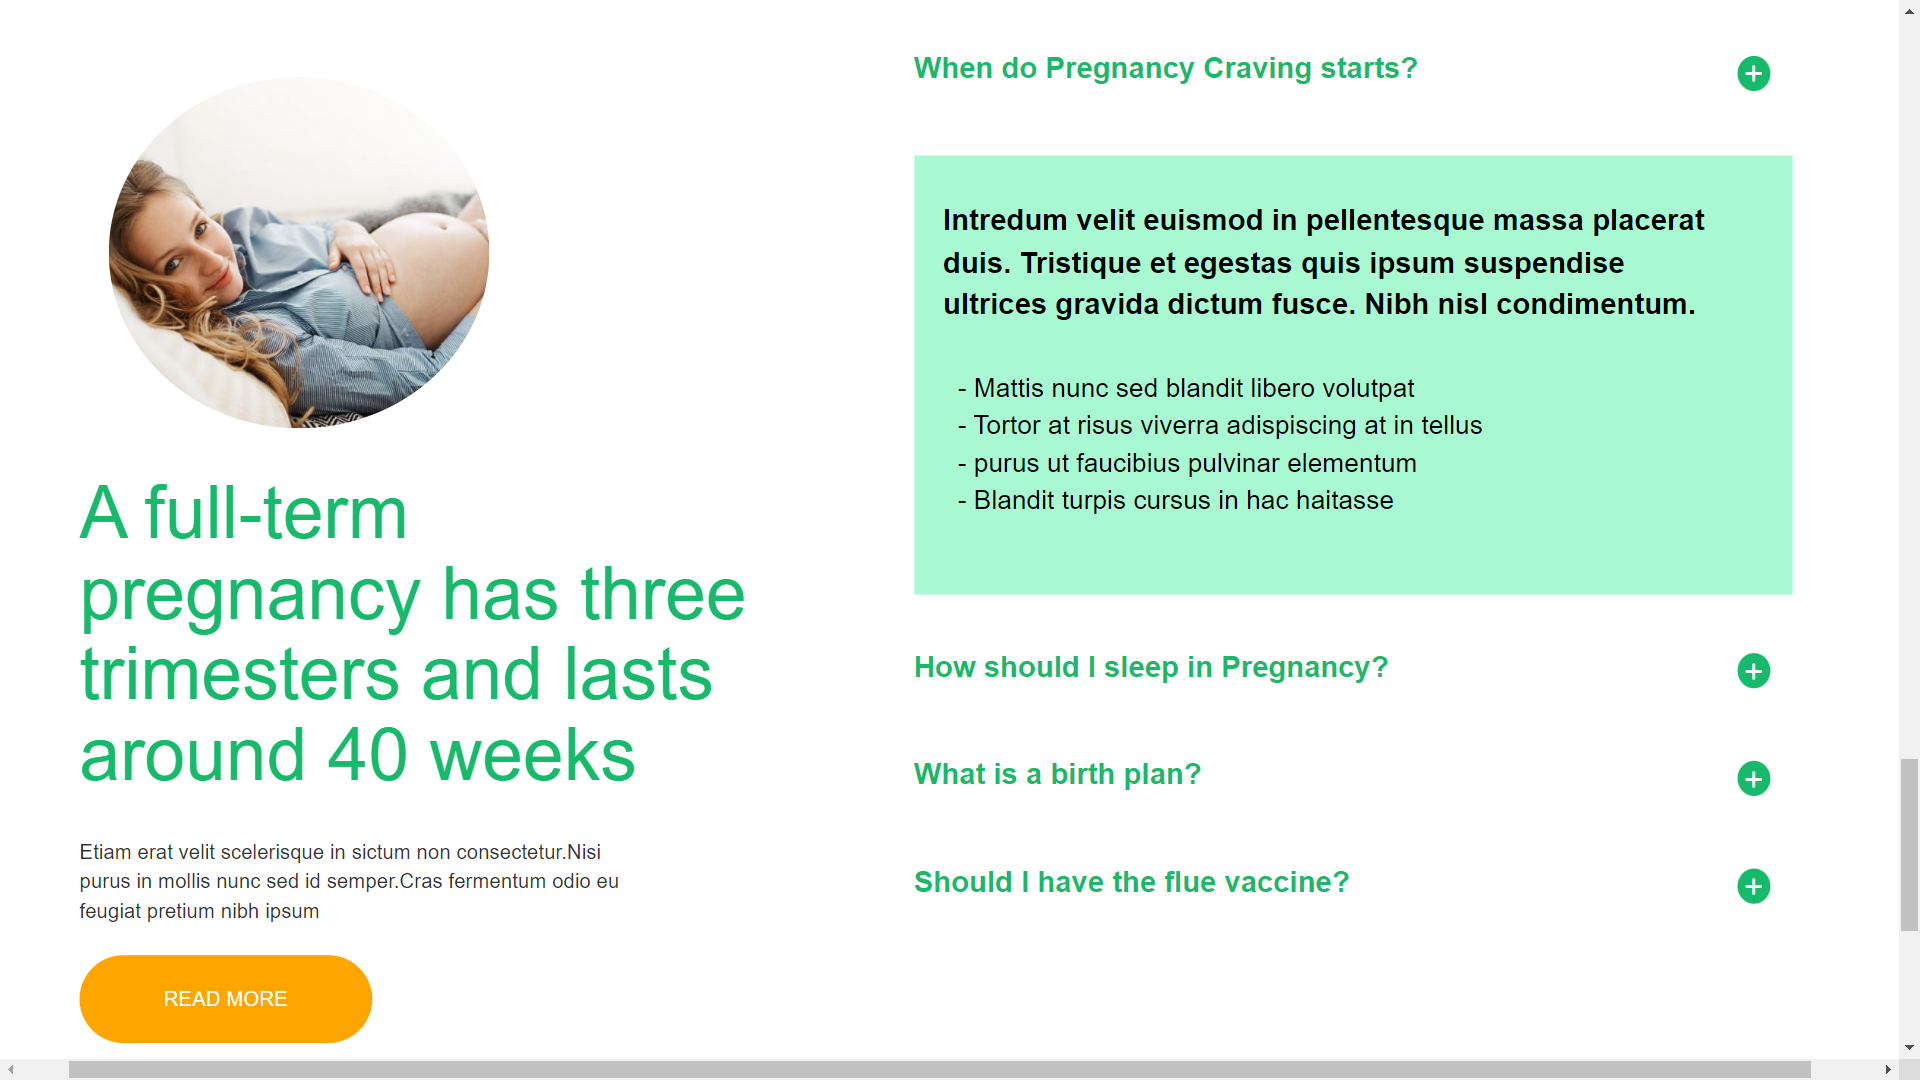 A full-term
pregnancy has three
trimesters and lasts
around 40 weeks
Etiam erat velit scelerisque in sictum non consectetur.Nisi
purus in mollis nunc sed id semper.Cras fermentum odio eu
feugiat pretium nibh ipsum
READ MORE
When do Pregnancy Craving starts?
Intredum velit euismod in pellentesque massa placerat
duis. Tristique et egestas quis ipsum suspendise
ultrices gravida dictum fusce. Nibh nisl condimentum.
- Mattis nunc sed blandit libero volutpat
- Tortor at risus viverra adispiscing at in tellus
- purus ut faucibius pulvinar elementum
- Blandit turpis cursus in hac haitasse
How should I sleep in Pregnancy?
What is a birth plan?
Should I have the flue vaccine?